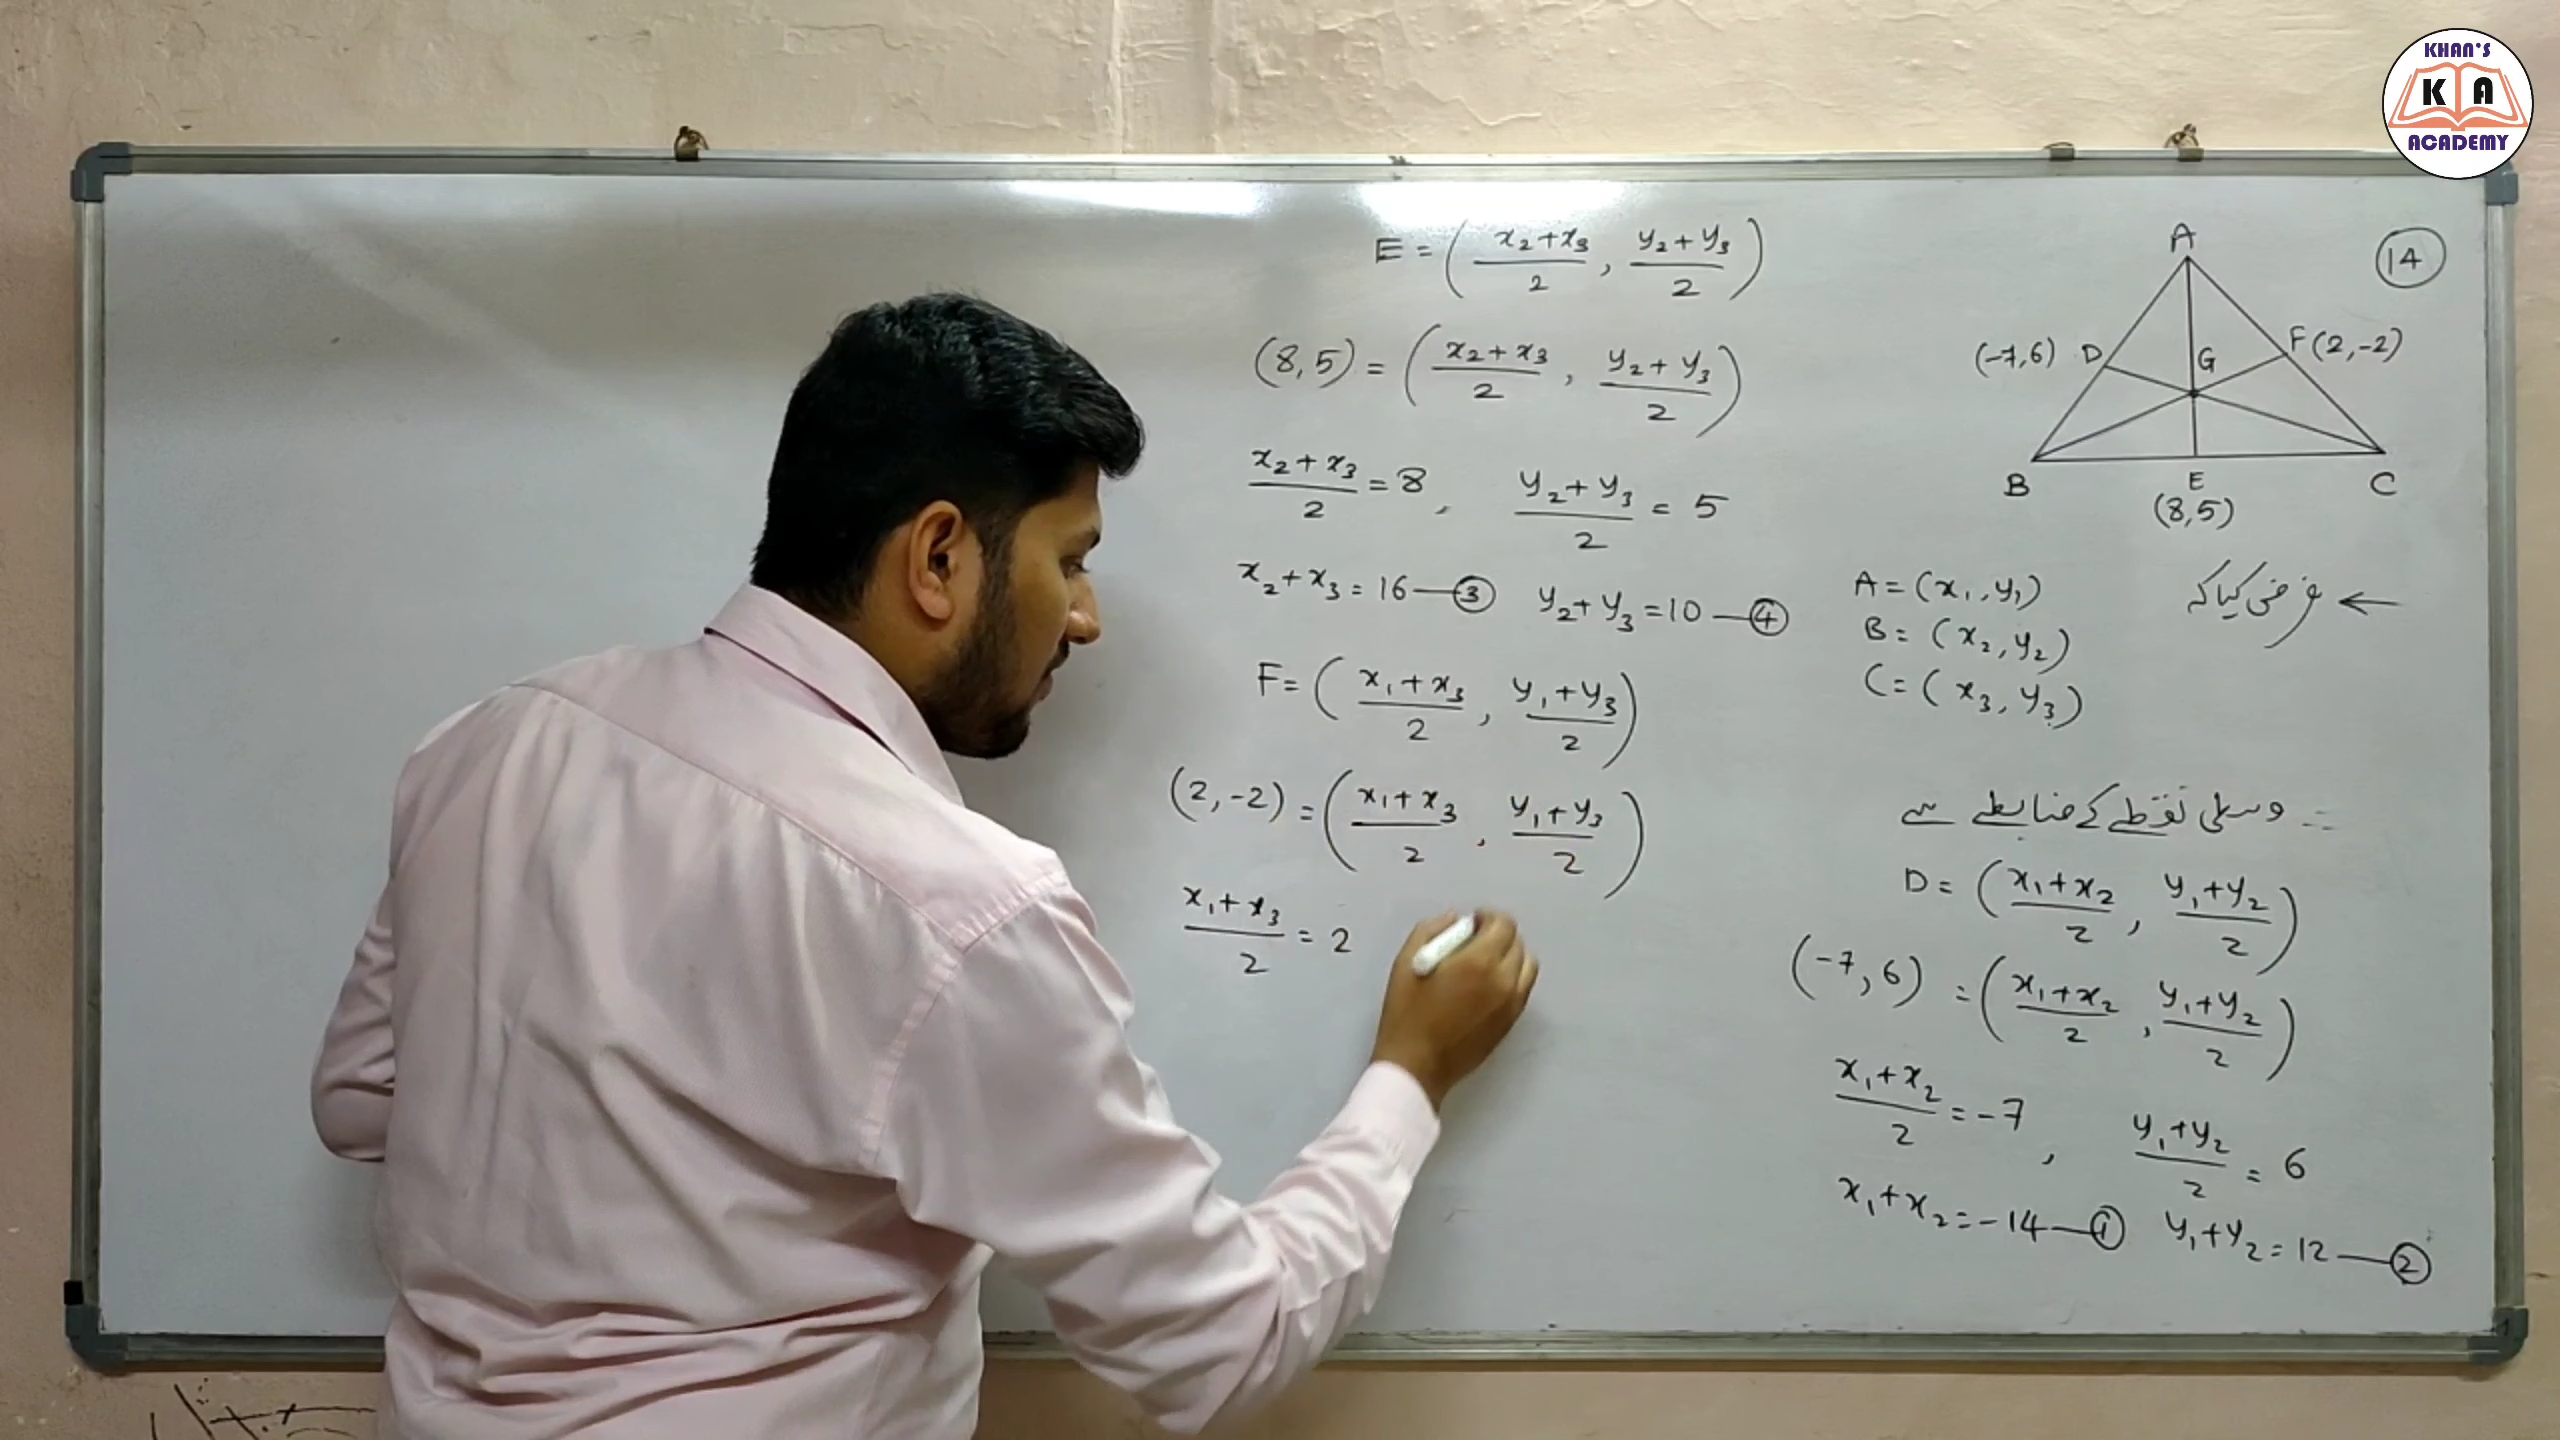 KHAN'S
K A
ACADEMY
14
A
(-7,6) D
G
F(2,-2)
B
E
C
(8,5)
← فرض کیا کہ
A = (x₁, y₁)
B = (x₂, y₂)
C = (x₃, y₃)
∴ وسطی نقطے کے ضابطے سے
D = ( x₁+x₂/2 , y₁+y₂/2 )
(-7, 6) = ( x₁+x₂/2 , y₁+y₂/2 )
x₁+x₂/2 = -7 , y₁+y₂/2 = 6
x₁+x₂ = -14 —① y₁+y₂ = 12 —②
E = ( x₂+x₃/2 , y₂+y₃/2 )
(8,5) = ( x₂+x₃/2 , y₂+y₃/2 )
x₂+x₃/2 = 8 , y₂+y₃/2 = 5
x₂+x₃ = 16 —③ y₂+y₃ = 10 —④
F = ( x₁+x₃/2 , y₁+y₃/2 )
(2,-2) = ( x₁+x₃/2 , y₁+y₃/2 )
x₁+x₃/2 = 2